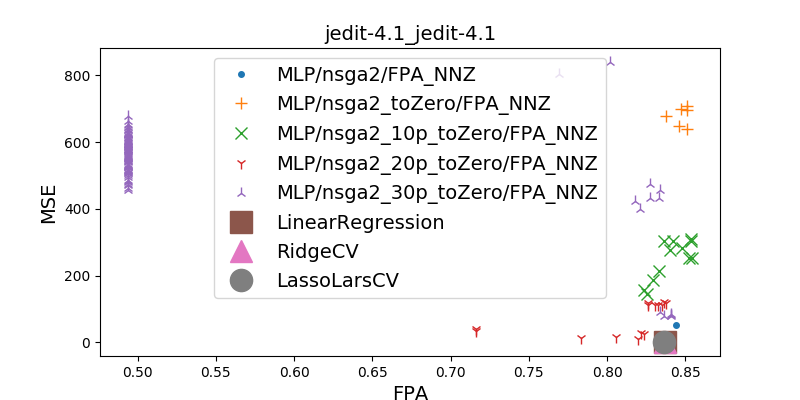 jedit-4.1_jedit-4.1
MSE
800
600
400
200
0
MLP/nsga2/FPA_NNZ
MLP/nsga2_toZero/FPA_NNZ
MLP/nsga2_10p_toZero/FPA_NNZ
MLP/nsga2_20p_toZero/FPA_NNZ
MLP/nsga2_30p_toZero/FPA_NNZ
LinearRegression
RidgeCV
LassoLarsCV
0.50 0.55 0.60 0.65 0.70 0.75 0.80 0.85
FPA